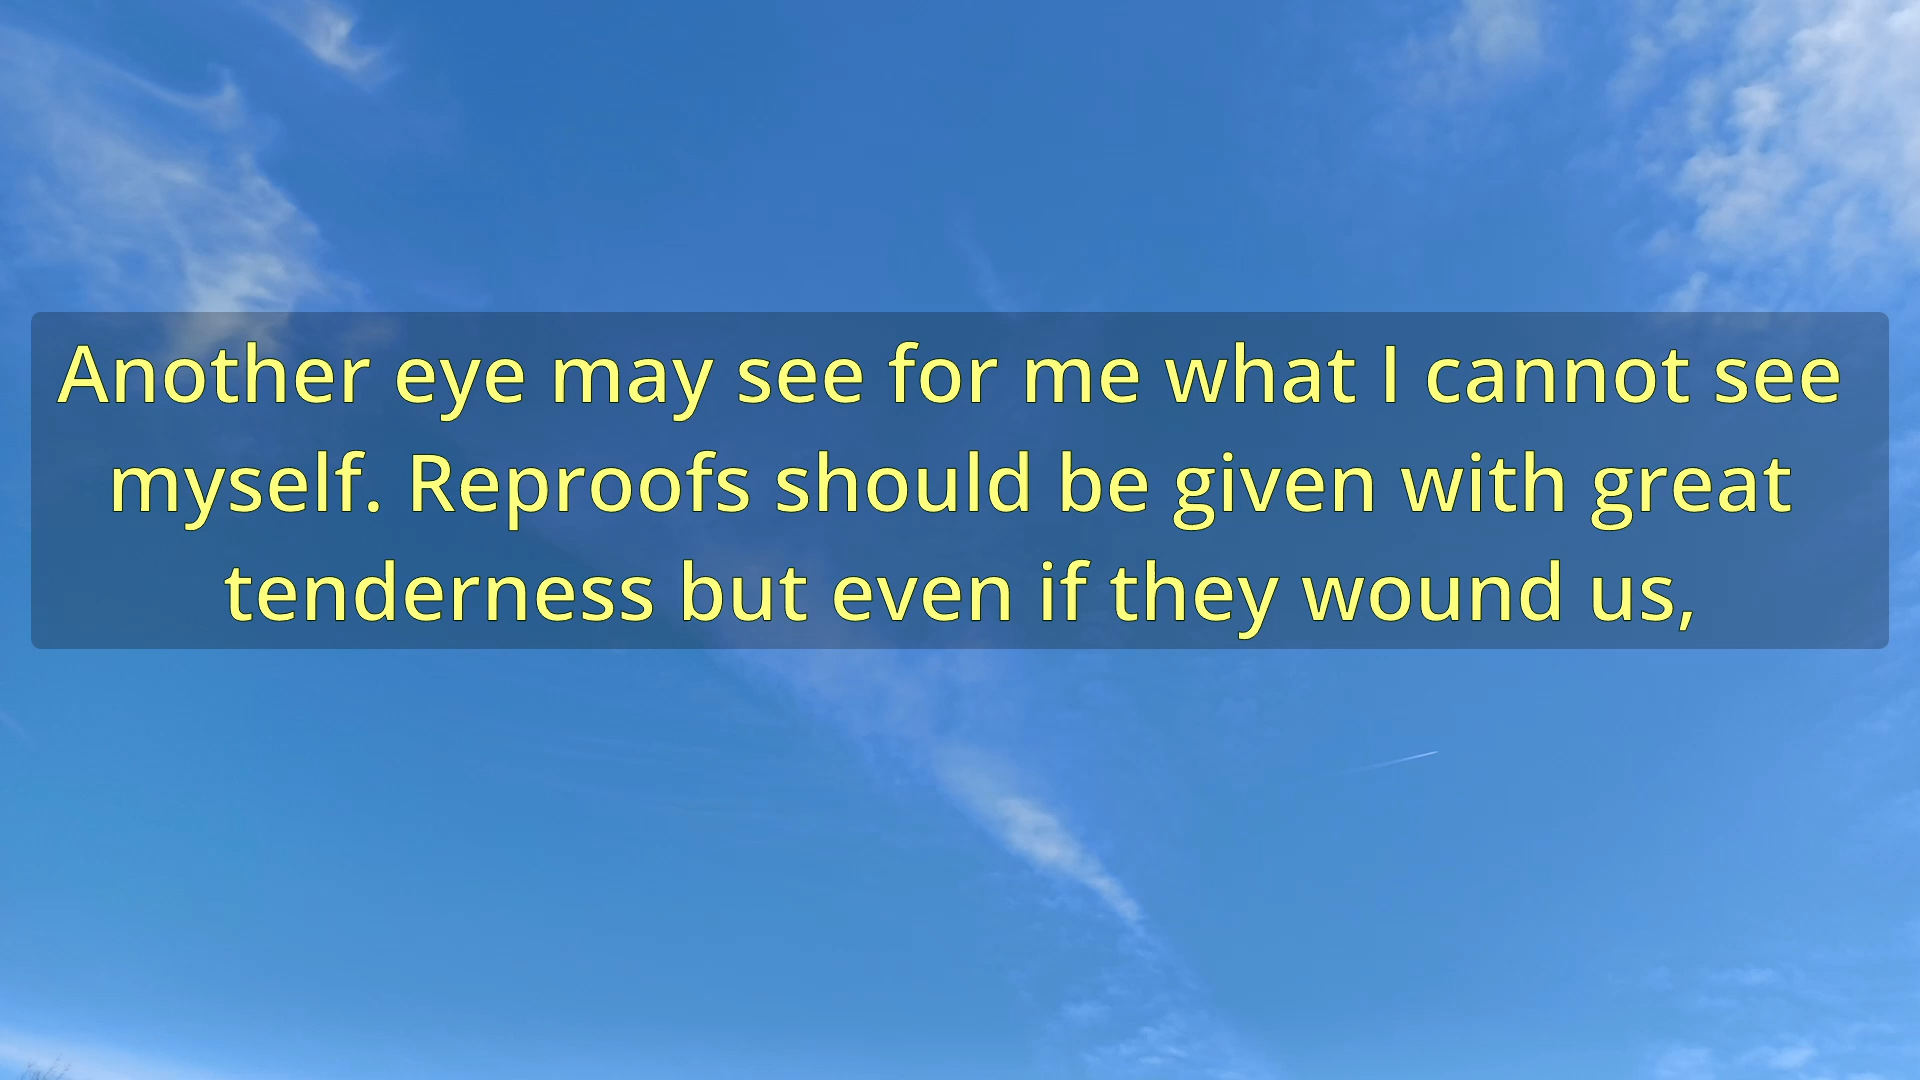 Another eye may see for me what I cannot see
myself. Reproofs should be given with great
tenderness but even if they wound us,